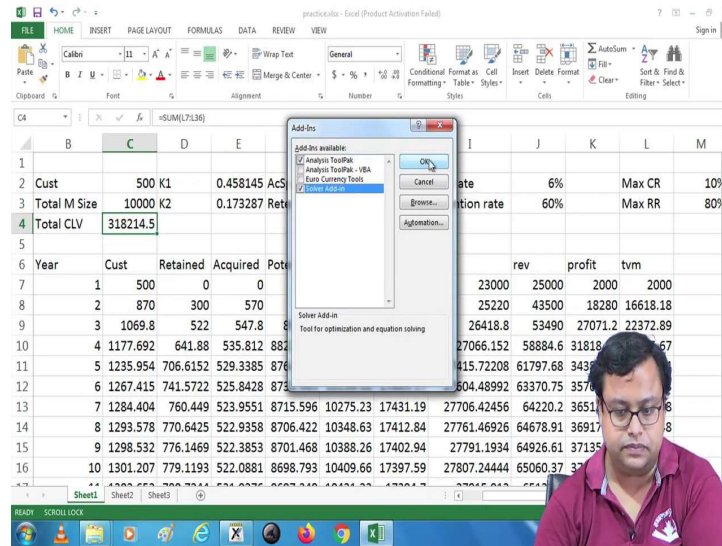 practice.xlsx - Excel (Product Activation Failed)
FILE HOME INSERT PAGE LAYOUT FORMULAS DATA REVIEW VIEW Sign in
Calibri 11 Wrap Text General AutoSum
Fill
Paste B I U Merge & Center $ % Conditional Format as Cell Insert Delete Format Clear Sort & Find &
Formatting Table Styles Filter Select
Clipboard Font Alignment Number Styles Cells Editing
C4 =SUM(L7:L36)
B C D E I J K L M
1
2 Cust 500 K1 0.458145 6% Max CR 10%
3 Total M Size 10000 K2 0.173287 60% Max RR 80%
4 Total CLV 318214.5
5
6 Year Cust Retained Acquired rev profit tvm
7 1 500 0 0 23000 25000 2000 2000
8 2 870 300 570 25220 43500 18280 16618.18
9 3 1069.8 522 547.8 26418.8 53490 27071.2 22372.89
10 4 1177.692 641.88 535.812 58884.6
11 5 1235.954 706.6152 529.3385 61797.68
12 6 1267.415 741.5722 525.8428 63370.75
13 7 1284.404 760.449 523.9551 8715.596 10275.23 17431.19 27706.42456 64220.2
14 8 1293.578 770.6425 522.9358 8706.422 10348.63 17412.84 27761.46926 64678.91
15 9 1298.532 776.1469 522.3853 8701.468 10388.26 17402.94 27791.1934 64926.61
16 10 1301.207 779.1193 522.0881 8698.793 10409.66 17397.59 27807.24444 65060.37
Add-Ins
Add-Ins available:
Analysis ToolPak
Analysis ToolPak - VBA
Euro Currency Tools
Solver Add-in
OK
Cancel
Browse...
Automation...
Solver Add-in
Tool for optimization and equation solving
Sheet1 Sheet2 Sheet3
READY SCROLL LOCK